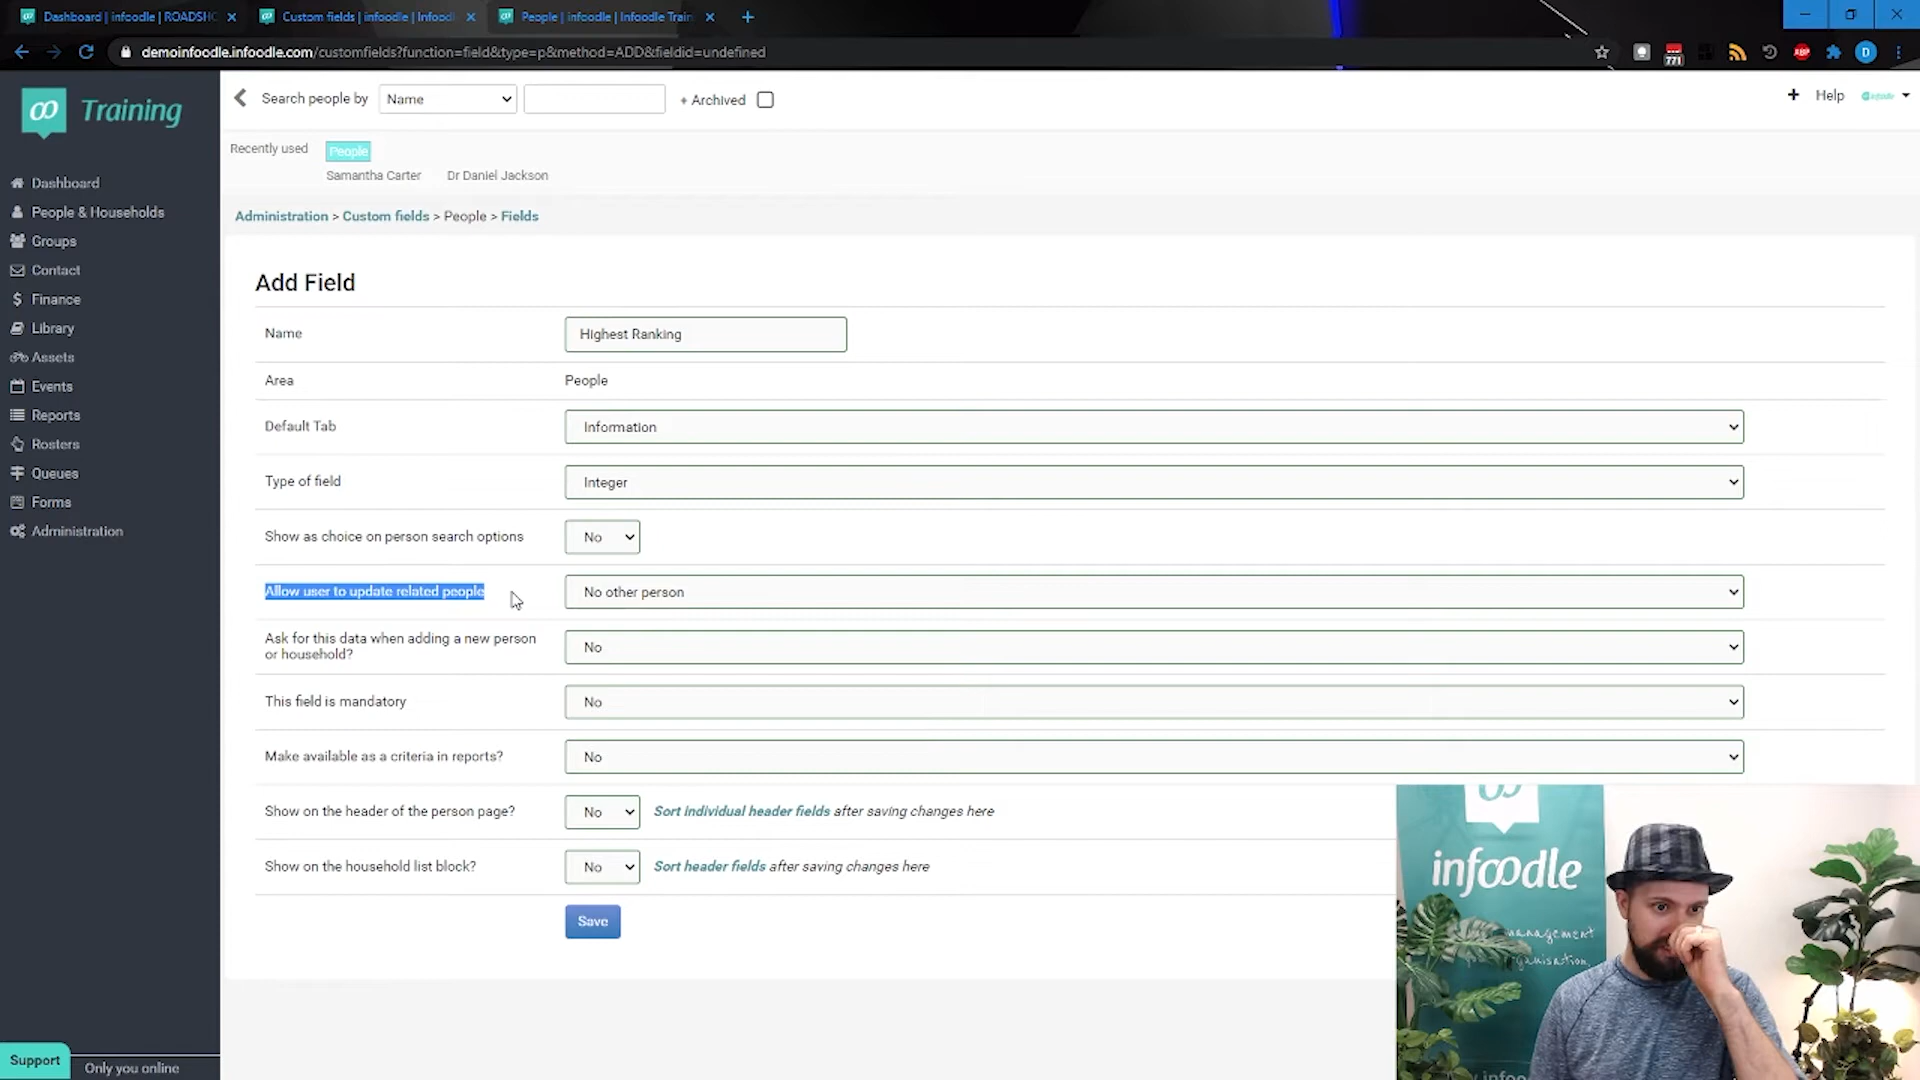 Dashboard | infoodle | ROADSHO
Custom fields | infoodle | Infoodl
People | infoodle | Infoodle Train
demoinfoodle.infoodle.com/customfields?function=field&type=p&method=ADD&fieldid=undefined
771
ABP
D
Training
Search people by
Name
+ Archived
Help
infoodle
Recently used
People
Samantha Carter
Dr Daniel Jackson
Administration > Custom fields > People > Fields
Dashboard
People & Households
Groups
Contact
Finance
Library
Assets
Events
Reports
Rosters
Queues
Forms
Administration
Add Field
Name
Highest Ranking
Area
People
Default Tab
Information
Type of field
Integer
Show as choice on person search options
No
Allow user to update related people
No other person
Ask for this data when adding a new person
or household?
No
This field is mandatory
No
Make available as a criteria in reports?
No
Show on the header of the person page?
No
Sort individual header fields after saving changes here
Show on the household list block?
No
Sort header fields after saving changes here
Save
infoodle
management
Support
Only you online